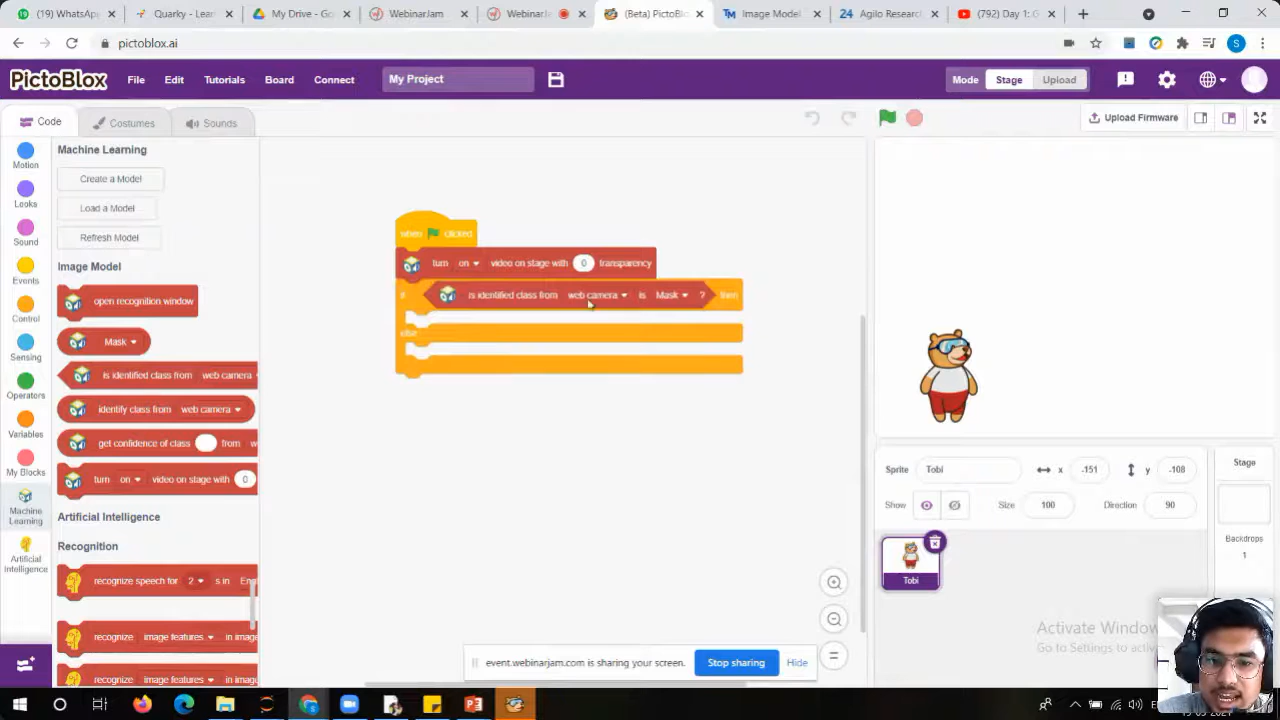 (19) WhatsApp
Quarky - Lear
My Drive - Go
WebinarJam
WebinarJ
(Beta) PictoBlo
Image Model
Agilo Resear
(792) Day 1: G
pictoblox.ai
PictoBlox
File
Edit
Tutorials
Board
Connect
My Project
Mode
Stage
Upload
Code
Costumes
Sounds
Upload Firmware
Motion
Looks
Sound
Events
Control
Sensing
Operators
Variables
My Blocks
Machine
Learning
Artificial
Intelligence
Machine Learning
Create a Model
Load a Model
Refresh Model
Image Model
open recognition window
Mask
is identified class from web camera
identify class from web camera
get confidence of class from w
turn on video on stage with 0
Artificial Intelligence
Recognition
recognize speech for 2 s in En
recognize image features in imag
recognize image features in imag
when clicked
turn on video on stage with 0 transparency
if is identified class from web camera is Mask ? then
else
Sprite Tobi x -151 y -108
Show Size 100 Direction 90
Tobi
Stage
Backdrops
1
Activate Window
Go to Settings to activ
event.webinarjam.com is sharing your screen.
Stop sharing
Hide